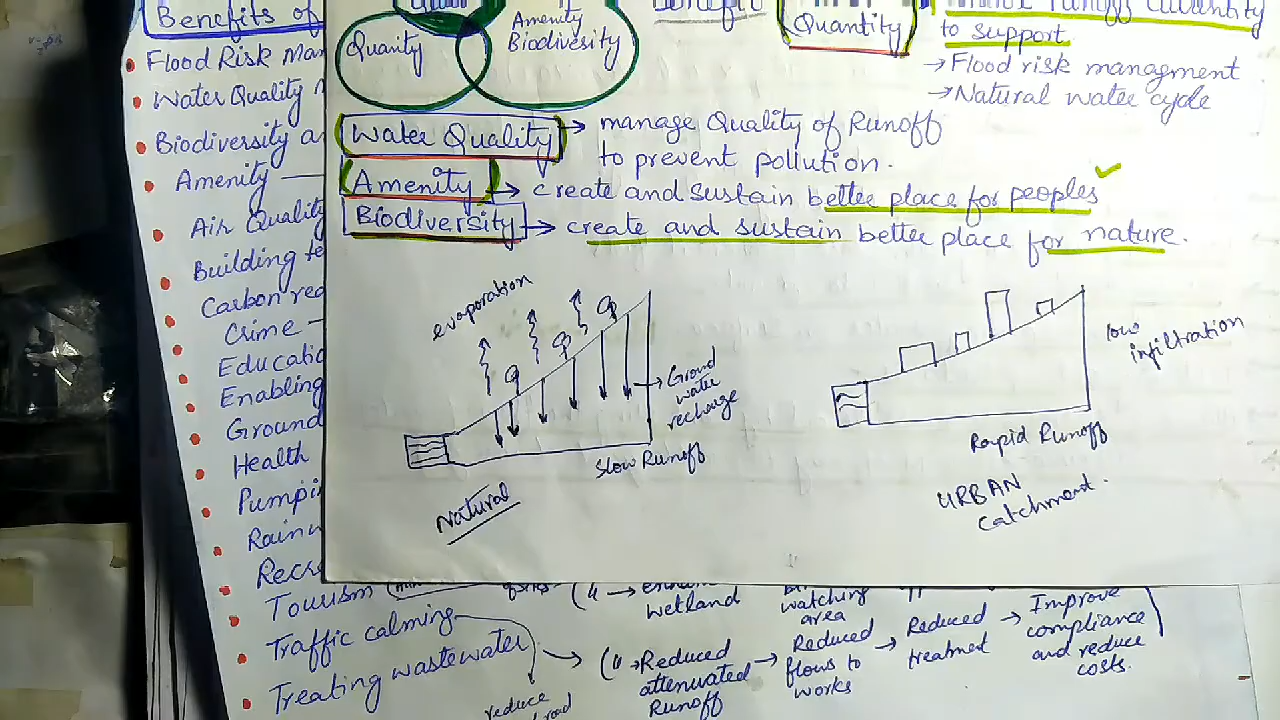 Benefits of
Flood Risk Man
Water Quality
Biodiversity a
Amenity
Air Quality
Building te
Carbon red
Crime
Educatio
Enabling
Ground
Health
Pumpi
Rainw
Recre
Tourism
Traffic calming
Treating wastewater
Quanity
Amenity
Biodivesity
Quantity
to support
→ Flood risk managment
→ Natural water cycle
Water Quality → manage Quality of Runoff
to prevent pollution.
Amenity → create and sustain better place for peoples
Biodiversity → create and sustain better place for nature.
evaporation
→ Grond
water
recharge
Slow Runoff
Natural
low
infiltration
Rapid Runoff
URBAN
Catchment.
wetland
watching
area
→ Reduced
attenuated
Runoff
→ Reduced
flows to
works
→ Reduced
treatment
→ Improve
compliance
and reduce
costs.
reduce